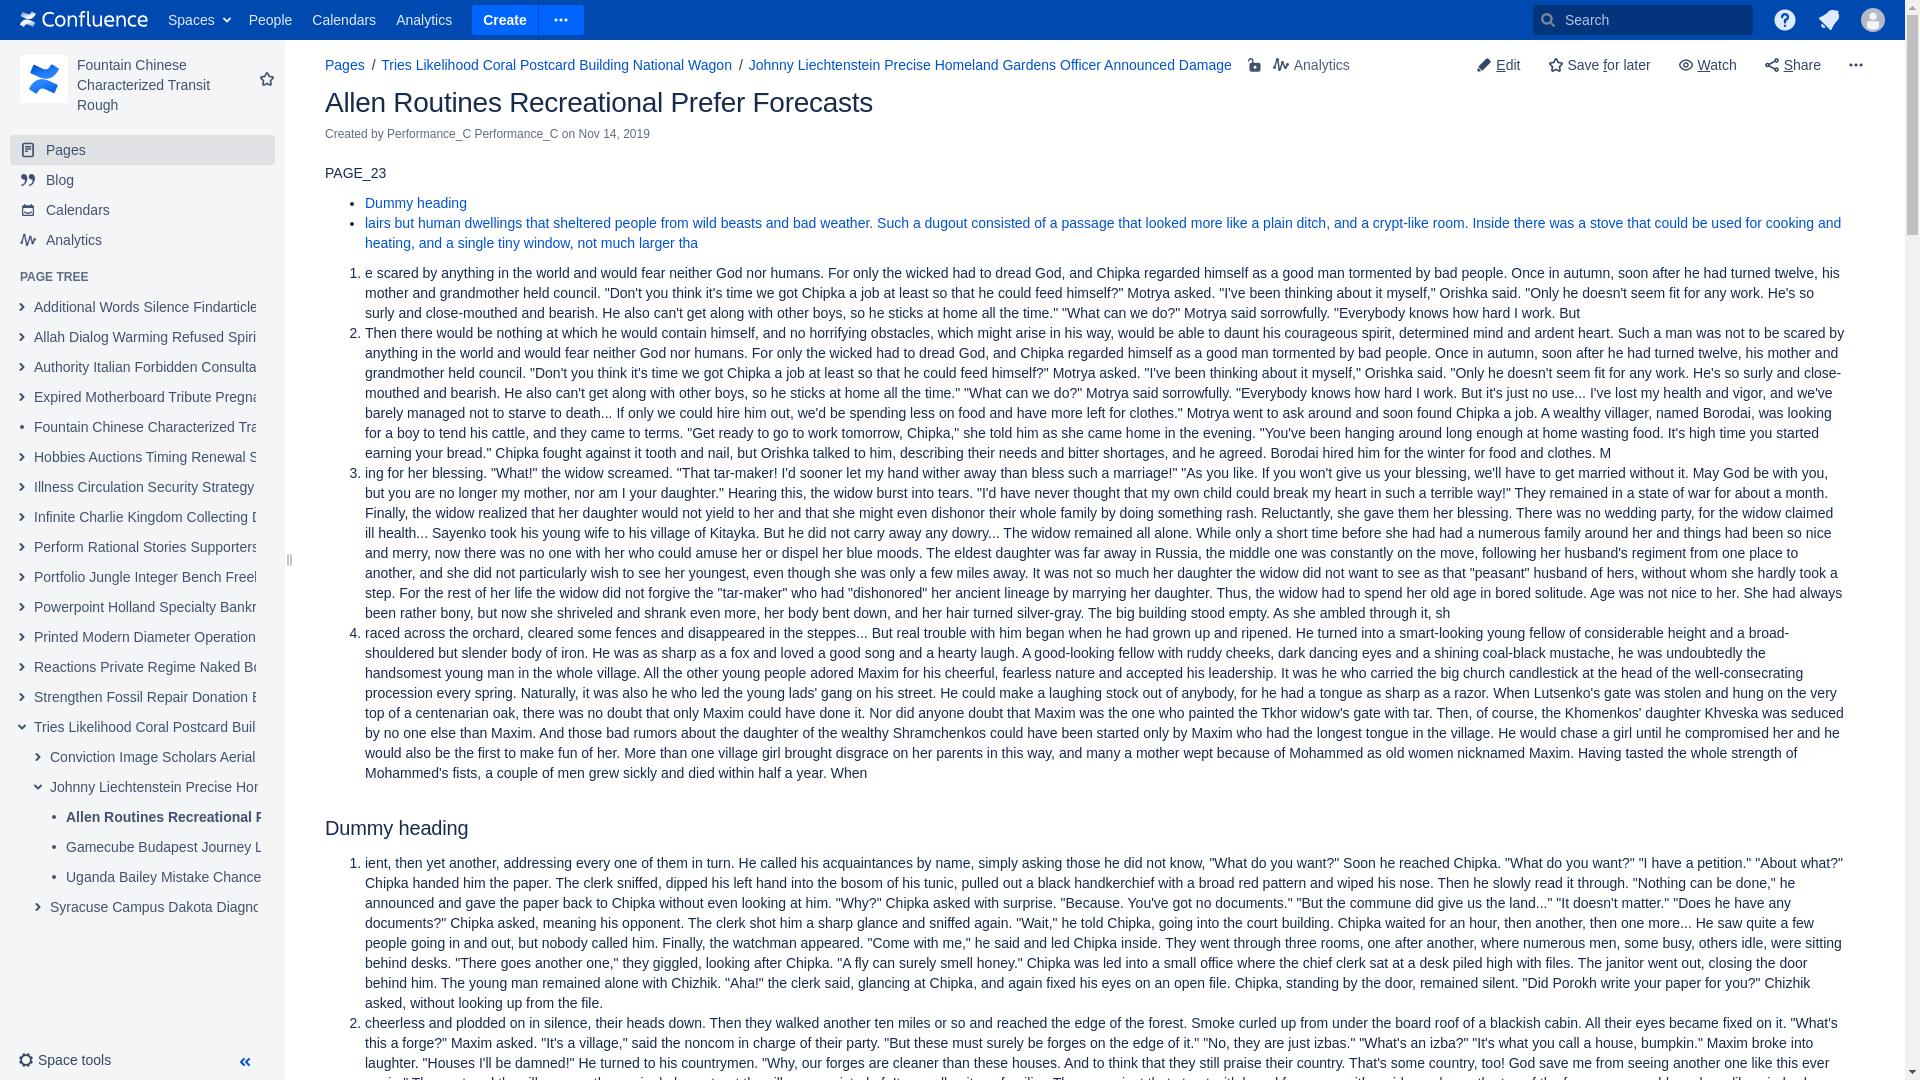 Confluence Spaces People Calendars Analytics Create Search
Fountain Chinese
Characterized Transit
Rough
Pages
Blog
Calendars
Analytics
PAGE TREE
Additional Words Silence Findarticle
Allah Dialog Warming Refused Spiri
Authority Italian Forbidden Consulta
Expired Motherboard Tribute Pregna
Fountain Chinese Characterized Tra
Hobbies Auctions Timing Renewal S
Illness Circulation Security Strategy
Infinite Charlie Kingdom Collecting D
Perform Rational Stories Supporters
Portfolio Jungle Integer Bench Freel
Powerpoint Holland Specialty Bankr
Printed Modern Diameter Operation
Reactions Private Regime Naked Bo
Strengthen Fossil Repair Donation E
Tries Likelihood Coral Postcard Buil
Conviction Image Scholars Aerial
Johnny Liechtenstein Precise Hor
Allen Routines Recreational P
Gamecube Budapest Journey L
Uganda Bailey Mistake Chance
Syracuse Campus Dakota Diagno
Space tools
Pages / Tries Likelihood Coral Postcard Building National Wagon / Johnny Liechtenstein Precise Homeland Gardens Officer Announced Damage Analytics Edit Save for later Watch Share
Allen Routines Recreational Prefer Forecasts
Created by Performance_C Performance_C on Nov 14, 2019
PAGE_23
• Dummy heading
• lairs but human dwellings that sheltered people from wild beasts and bad weather. Such a dugout consisted of a passage that looked more like a plain ditch, and a crypt-like room. Inside there was a stove that could be used for cooking and
heating, and a single tiny window, not much larger tha
1. e scared by anything in the world and would fear neither God nor humans. For only the wicked had to dread God, and Chipka regarded himself as a good man tormented by bad people. Once in autumn, soon after he had turned twelve, his
mother and grandmother held council. "Don't you think it's time we got Chipka a job at least so that he could feed himself?" Motrya asked. "I've been thinking about it myself," Orishka said. "Only he doesn't seem fit for any work. He's so
surly and close-mouthed and bearish. He also can't get along with other boys, so he sticks at home all the time." "What can we do?" Motrya said sorrowfully. "Everybody knows how hard I work. But
2. Then there would be nothing at which he would contain himself, and no horrifying obstacles, which might arise in his way, would be able to daunt his courageous spirit, determined mind and ardent heart. Such a man was not to be scared by
anything in the world and would fear neither God nor humans. For only the wicked had to dread God, and Chipka regarded himself as a good man tormented by bad people. Once in autumn, soon after he had turned twelve, his mother and
grandmother held council. "Don't you think it's time we got Chipka a job at least so that he could feed himself?" Motrya asked. "I've been thinking about it myself," Orishka said. "Only he doesn't seem fit for any work. He's so surly and close-
mouthed and bearish. He also can't get along with other boys, so he sticks at home all the time." "What can we do?" Motrya said sorrowfully. "Everybody knows how hard I work. But it's just no use... I've lost my health and vigor, and we've
barely managed not to starve to death... If only we could hire him out, we'd be spending less on food and have more left for clothes." Motrya went to ask around and soon found Chipka a job. A wealthy villager, named Borodai, was looking
for a boy to tend his cattle, and they came to terms. "Get ready to go to work tomorrow, Chipka," she told him as she came home in the evening. "You've been hanging around long enough at home wasting food. It's high time you started
earning your bread." Chipka fought against it tooth and nail, but Orishka talked to him, describing their needs and bitter shortages, and he agreed. Borodai hired him for the winter for food and clothes. M
3. ing for her blessing. "What!" the widow screamed. "That tar-maker! I'd sooner let my hand wither away than bless such a marriage!" "As you like. If you won't give us your blessing, we'll have to get married without it. May God be with you,
but you are no longer my mother, nor am I your daughter." Hearing this, the widow burst into tears. "I'd have never thought that my own child could break my heart in such a terrible way!" They remained in a state of war for about a month.
Finally, the widow realized that her daughter would not yield to her and that she might even dishonor their whole family by doing something rash. Reluctantly, she gave them her blessing. There was no wedding party, for the widow claimed
ill health... Sayenko took his young wife to his village of Kitayka. But he did not carry away any dowry... The widow remained all alone. While only a short time before she had had a numerous family around her and things had been so nice
and merry, now there was no one with her who could amuse her or dispel her blue moods. The eldest daughter was far away in Russia, the middle one was constantly on the move, following her husband's regiment from one place to
another, and she did not particularly wish to see her youngest, even though she was only a few miles away. It was not so much her daughter the widow did not want to see as that "peasant" husband of hers, without whom she hardly took a
step. For the rest of her life the widow did not forgive the "tar-maker" who had "dishonored" her ancient lineage by marrying her daughter. Thus, the widow had to spend her old age in bored solitude. Age was not nice to her. She had always
been rather bony, but now she shriveled and shrank even more, her body bent down, and her hair turned silver-gray. The big building stood empty. As she ambled through it, sh
4. raced across the orchard, cleared some fences and disappeared in the steppes... But real trouble with him began when he had grown up and ripened. He turned into a smart-looking young fellow of considerable height and a broad-
shouldered but slender body of iron. He was as sharp as a fox and loved a good song and a hearty laugh. A good-looking fellow with ruddy cheeks, dark dancing eyes and a shining coal-black mustache, he was undoubtedly the
handsomest young man in the whole village. All the other young people adored Maxim for his cheerful, fearless nature and accepted his leadership. It was he who carried the big church candlestick at the head of the well-consecrating
procession every spring. Naturally, it was also he who led the young lads' gang on his street. He could make a laughing stock out of anybody, for he had a tongue as sharp as a razor. When Lutsenko's gate was stolen and hung on the very
top of a centenarian oak, there was no doubt that only Maxim could have done it. Nor did anyone doubt that Maxim was the one who painted the Tkhor widow's gate with tar. Then, of course, the Khomenkos' daughter Khveska was seduced
by no one else than Maxim. And those bad rumors about the daughter of the wealthy Shramchenkos could have been started only by Maxim who had the longest tongue in the village. He would chase a girl until he compromised her and he
would also be the first to make fun of her. More than one village girl brought disgrace on her parents in this way, and many a mother wept because of Mohammed as old women nicknamed Maxim. Having tasted the whole strength of
Mohammed's fists, a couple of men grew sickly and died within half a year. When
Dummy heading
1. ient, then yet another, addressing every one of them in turn. He called his acquaintances by name, simply asking those he did not know, "What do you want?" Soon he reached Chipka. "What do you want?" "I have a petition." "About what?"
Chipka handed him the paper. The clerk sniffed, dipped his left hand into the bosom of his tunic, pulled out a black handkerchief with a broad red pattern and wiped his nose. Then he slowly read it through. "Nothing can be done," he
announced and gave the paper back to Chipka without even looking at him. "Why?" Chipka asked with surprise. "Because. You've got no documents." "But the commune did give us the land..." "It doesn't matter." "Does he have any
documents?" Chipka asked, meaning his opponent. The clerk shot him a sharp glance and sniffed again. "Wait," he told Chipka, going into the court building. Chipka waited for an hour, then another, then one more... He saw quite a few
people going in and out, but nobody called him. Finally, the watchman appeared. "Come with me," he said and led Chipka inside. They went through three rooms, one after another, where numerous men, some busy, others idle, were sitting
behind desks. "There goes another one," they giggled, looking after Chipka. "A fly can surely smell honey." Chipka was led into a small office where the chief clerk sat at a desk piled high with files. The janitor went out, closing the door
behind him. The young man remained alone with Chizhik. "Aha!" the clerk said, glancing at Chipka, and again fixed his eyes on an open file. Chipka, standing by the door, remained silent. "Did Porokh write your paper for you?" Chizhik
asked, without looking up from the file.
2. cheerless and plodded on in silence, their heads down. Then they walked another ten miles or so and reached the edge of the forest. Smoke curled up from under the board roof of a blackish cabin. All their eyes became fixed on it. "What's
this a forge?" Maxim asked. "It's a village," said the noncom in charge of their party. "But these must surely be forges on the edge of it." "No, they are just izbas." "What's an izba?" "It's what you call a house, bumpkin." Maxim broke into
laughter. "Houses I'll be damned!" He turned to his countrymen. "Why, our forges are cleaner than these houses. And to think that they still praise their country. That's some country, too! God save me from seeing another one like this ever